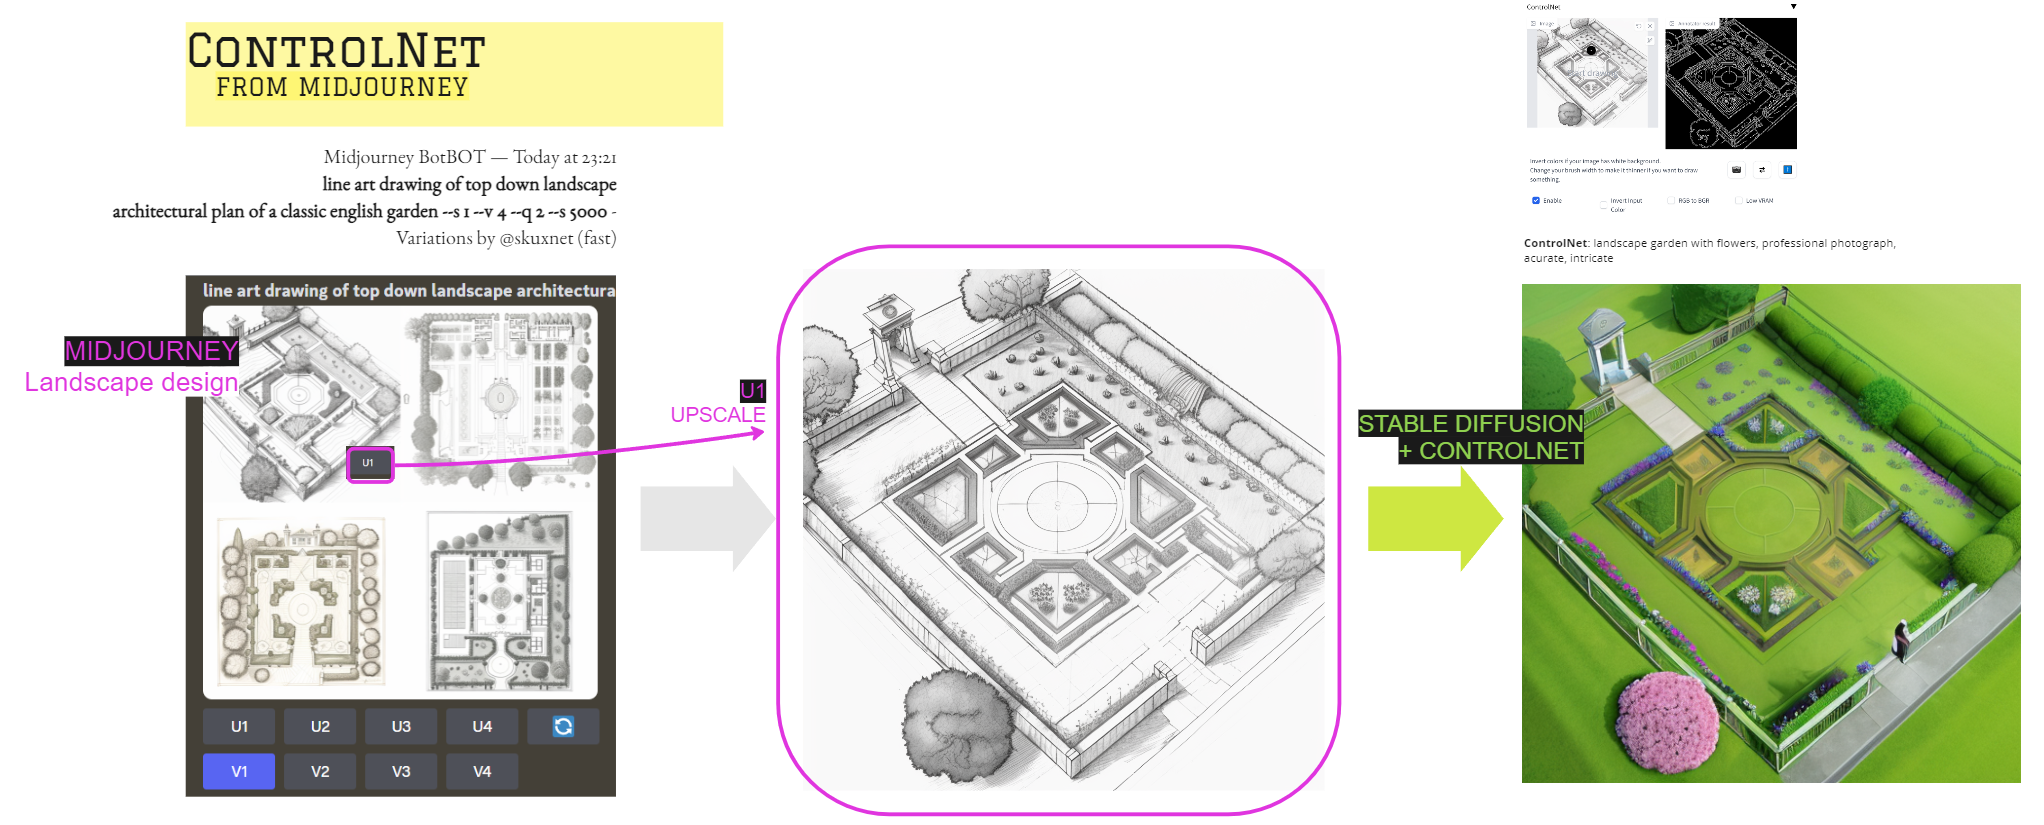 CONTROLNET
FROM MIDJOURNEY
Midjourney BotBOT — Today at 23:21
line art drawing of top down landscape
architectural plan of a classic english garden --s 1 --v 4 --q 2 --s 5000 -
Variations by @skuxnet (fast)
line art drawing of top down landscape architectura
MIDJOURNEY
Landscape design
U1
U1 U2 U3 U4
V1 V2 V3 V4
U1
UPSCALE
STABLE DIFFUSION
+ CONTROLNET
ControlNet
Image
Annotator result
Start drawing
Invert colors if your image has white background.
Change your brush width to make it thinner if you want to draw
something.
Enable
Invert Input
Color
RGB to BGR
Low VRAM
ControlNet: landscape garden with flowers, professional photograph,
acurate, intricate